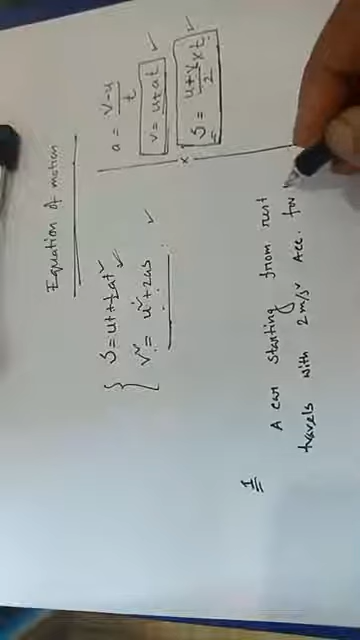 Equation of motion
a = v-u/t
v = u+at
S = u+v/2 × t
S = ut+½at²
v² = u²+2as
1
A car starting from rest
travels with 2m/s² Acc. for